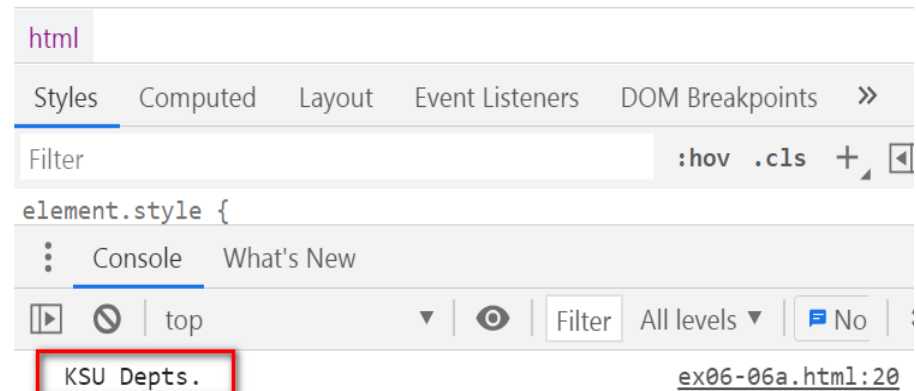 html
Styles Computed Layout Event Listeners DOM Breakpoints »
Filter :hov .cls +
element.style {
Console What's New
top Filter All levels ▼ No
KSU Depts. ex06-06a.html:20